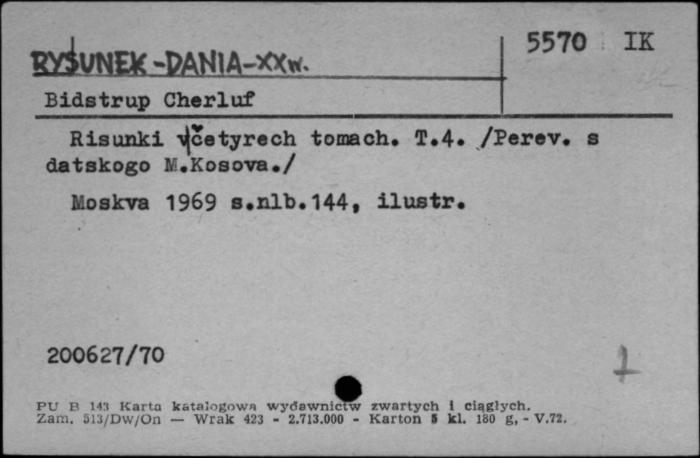 5570 IK
RYSUNEK-DANIA-XXw.
Bidstrup Cherluf
Risunki v četyrech tomach. T.4. /Perev. s
datskogo M.Kosova./
Moskva 1969 s.nlb.144, ilustr.
200627/70
1
PU B 143 Karta katalogowa wydawnictw zwartych i ciągłych.
Zam. 513/Dw/On — Wrak 423 - 2.713.000 - Karton 5 kl. 180 g, - V.72.